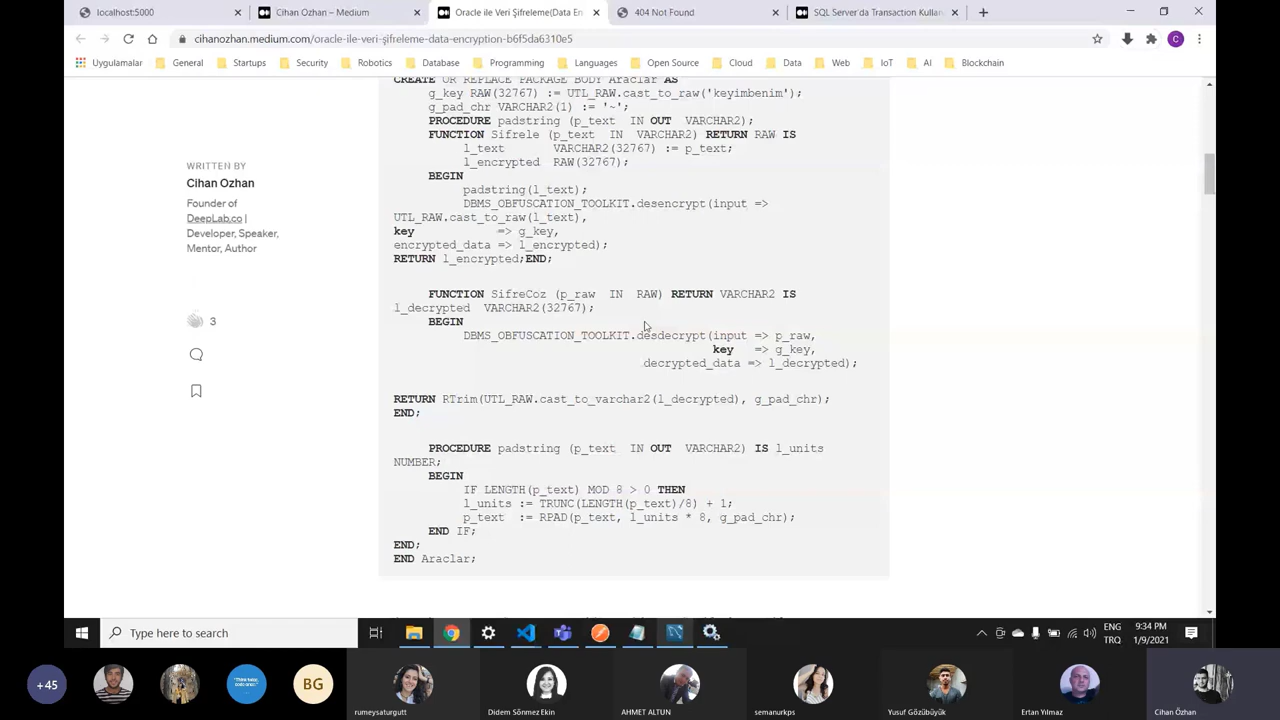 localhost:5000
Cihan Ozhan – Medium
Oracle ile Veri Şifreleme(Data En
404 Not Found
SQL Server'da Transaction Kullan
cihanozhan.medium.com/oracle-ile-veri-şifreleme-data-encryption-b6f5da6310e5
Uygulamalar General Startups Security Robotics Database Programming Languages Open Source Cloud Data Web IoT AI Blockchain
WRITTEN BY
Cihan Ozhan
Founder of
DeepLab.co |
Developer, Speaker,
Mentor, Author
3
CREATE OR REPLACE PACKAGE BODY Araclar AS
g_key RAW(32767) := UTL_RAW.cast_to_raw('keyimbenim');
g_pad_chr VARCHAR2(1) := '~';
PROCEDURE padstring (p_text IN OUT VARCHAR2);
FUNCTION Sifrele (p_text IN VARCHAR2) RETURN RAW IS
l_text VARCHAR2(32767) := p_text;
l_encrypted RAW(32767);
BEGIN
padstring(l_text);
DBMS_OBFUSCATION_TOOLKIT.desencrypt(input =>
UTL_RAW.cast_to_raw(l_text),
key => g_key,
encrypted_data => l_encrypted);
RETURN l_encrypted;END;
FUNCTION SifreCoz (p_raw IN RAW) RETURN VARCHAR2 IS
l_decrypted VARCHAR2(32767);
BEGIN
DBMS_OBFUSCATION_TOOLKIT.desdecrypt(input => p_raw,
key => g_key,
decrypted_data => l_decrypted);
RETURN RTrim(UTL_RAW.cast_to_varchar2(l_decrypted), g_pad_chr);
END;
PROCEDURE padstring (p_text IN OUT VARCHAR2) IS l_units
NUMBER;
BEGIN
IF LENGTH(p_text) MOD 8 > 0 THEN
l_units := TRUNC(LENGTH(p_text)/8) + 1;
p_text := RPAD(p_text, l_units * 8, g_pad_chr);
END IF;
END;
END Araclar;
Type here to search
ENG
TRQ
9:34 PM
1/9/2021
+45
BG
rumeysaturgutt
Didem Sönmez Ekin
AHMET ALTUN
semanurkps
Yusuf Gözübüyük
Ertan Yılmaz
Cihan Özhan